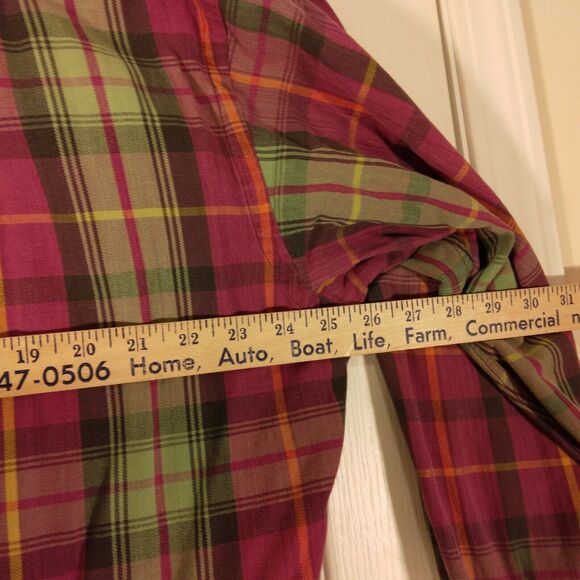 19 20 21 22 23 24 25 26 27 28 29 30 31
47-0506 Home, Auto, Boat, Life, Farm, Commercial